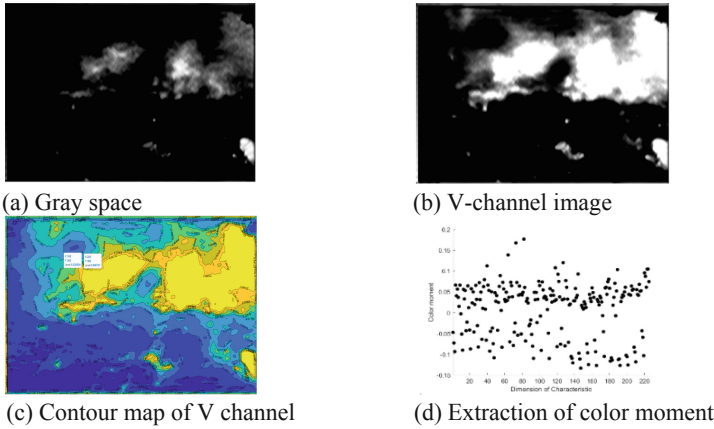 (a) Gray space
(b) V-channel image
(c) Contour map of V channel
0.2
0.15
0.1
0.05
0
-0.05
-0.1
-0.15
Color moment
20 40 60 80 100 120 140 160 180 200 220
Dimension of Characteristic
(d) Extraction of color moment